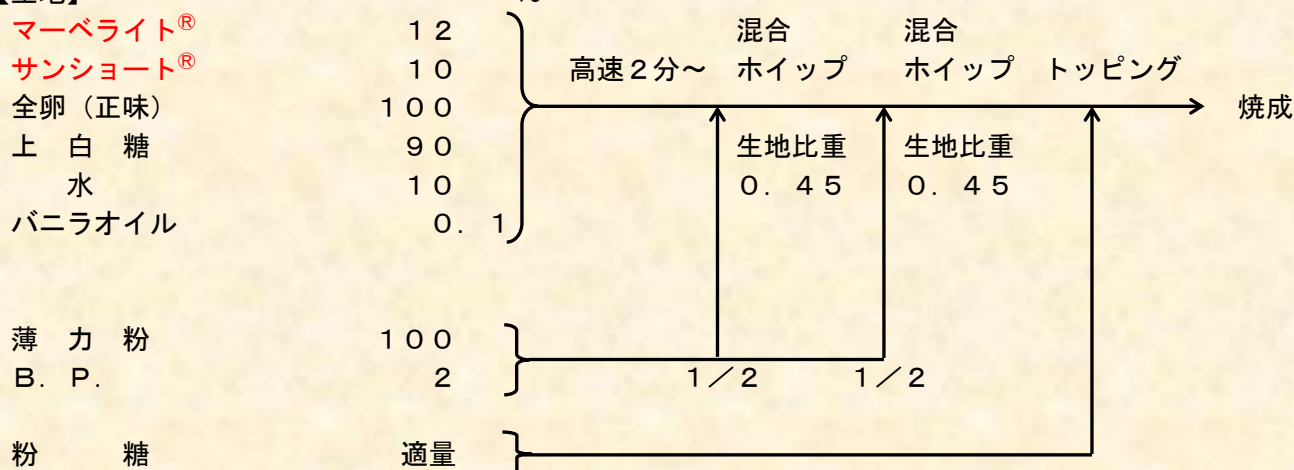 マーベライト® 12 混合 混合
サンショート® 10 高速2分~ ホイップ ホイップ トッピング
全卵(正味) 100 焼成
上 白 糖 90 生地比重 生地比重
水 10 0.45 0.45
バニラオイル 0.1
薄 力 粉 100
B.P. 2 1/2 1/2
粉 糖 適量